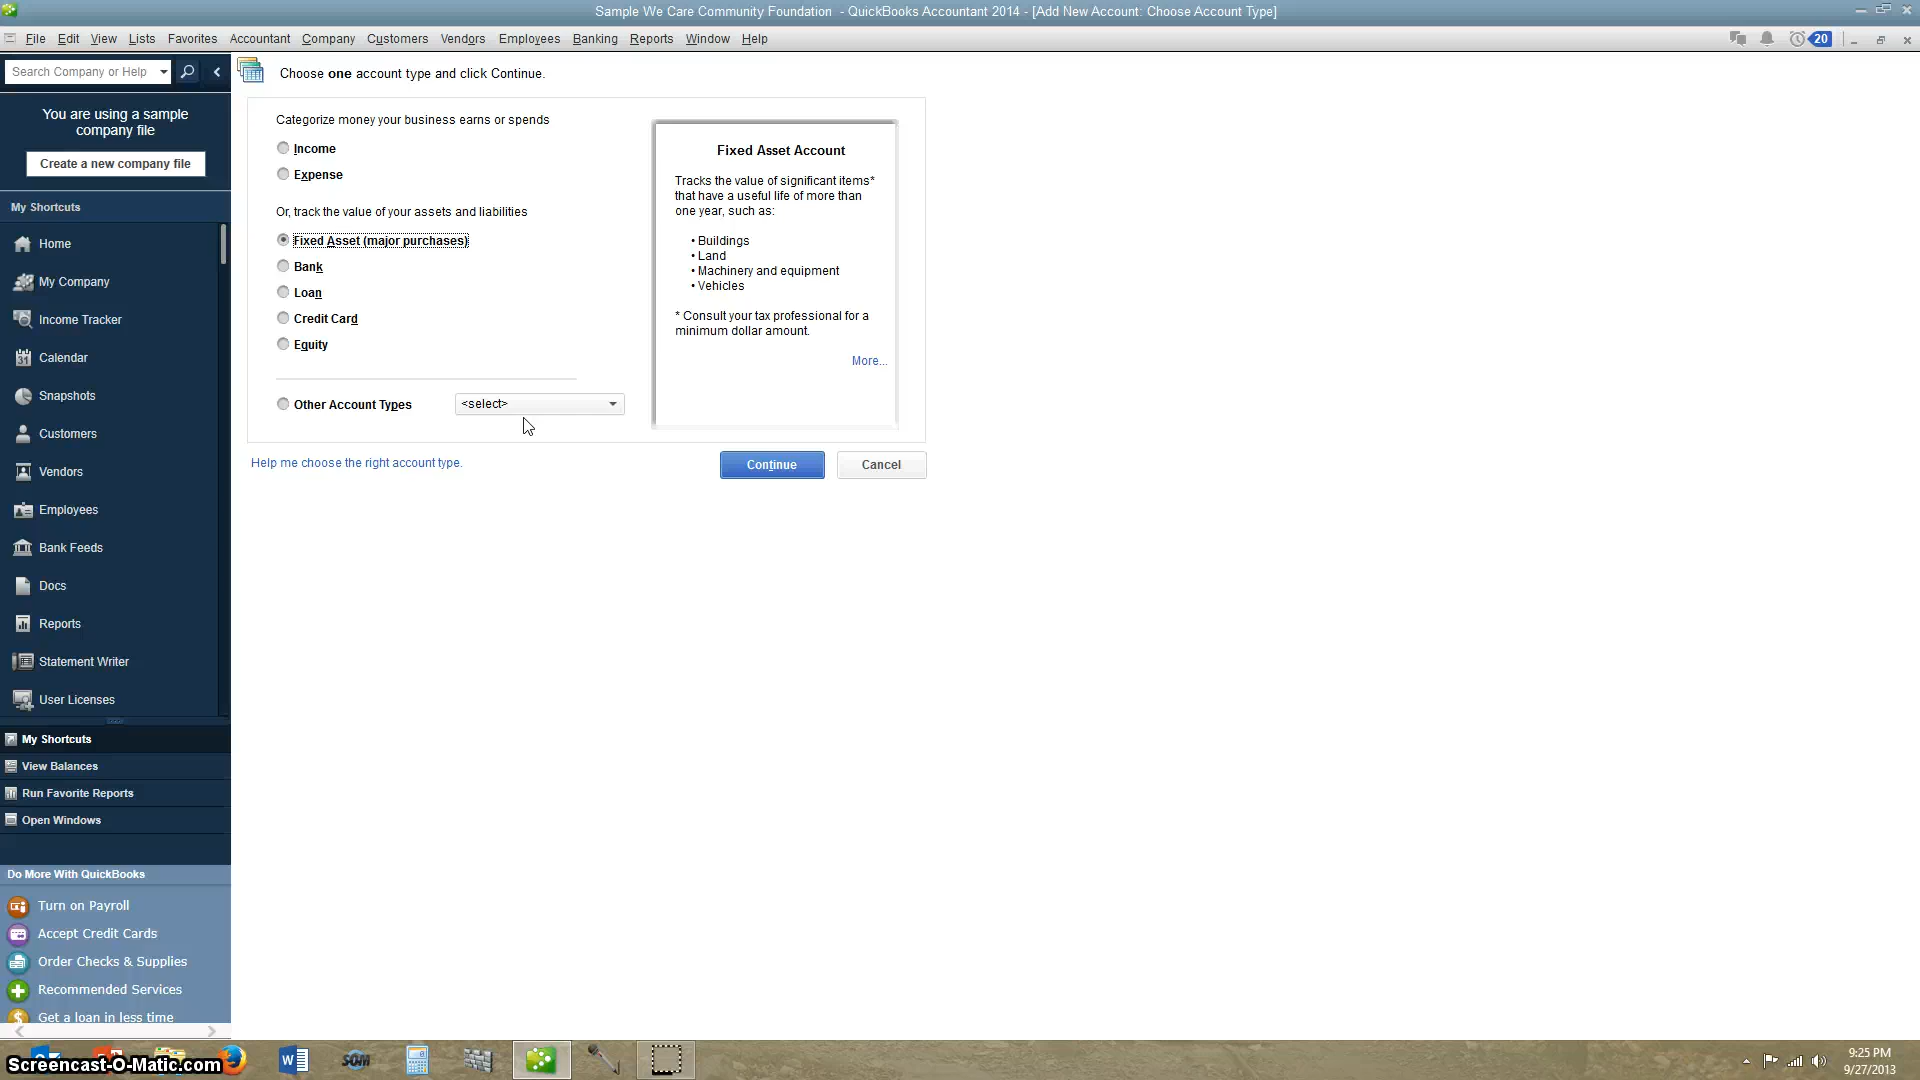 Sample We Care Community Foundation - QuickBooks Accountant 2014 - [Add New Account: Choose Account Type]
File Edit View Lists Favorites Accountant Company Customers Vendors Employees Banking Reports Window Help
20
Search Company or Help
Choose one account type and click Continue.
You are using a sample
company file
Create a new company file
My Shortcuts
Home
My Company
Income Tracker
31
Calendar
Snapshots
Customers
Vendors
Employees
Bank Feeds
Docs
Reports
Statement Writer
User Licenses
My Shortcuts
View Balances
Run Favorite Reports
Open Windows
Do More With QuickBooks
Turn on Payroll
Accept Credit Cards
Order Checks & Supplies
Recommended Services
$
Get a loan in less time
Categorize money your business earns or spends
Income
Expense
Or, track the value of your assets and liabilities
Fixed Asset (major purchases)
Bank
Loan
Credit Card
Equity
Other Account Types
<select>
Fixed Asset Account
Tracks the value of significant items*
that have a useful life of more than
one year, such as:
• Buildings
• Land
• Machinery and equipment
• Vehicles
* Consult your tax professional for a
minimum dollar amount.
More...
Help me choose the right account type.
Continue
Cancel
Screencast-O-Matic.com
W
SOM
9:25 PM
9/27/2013